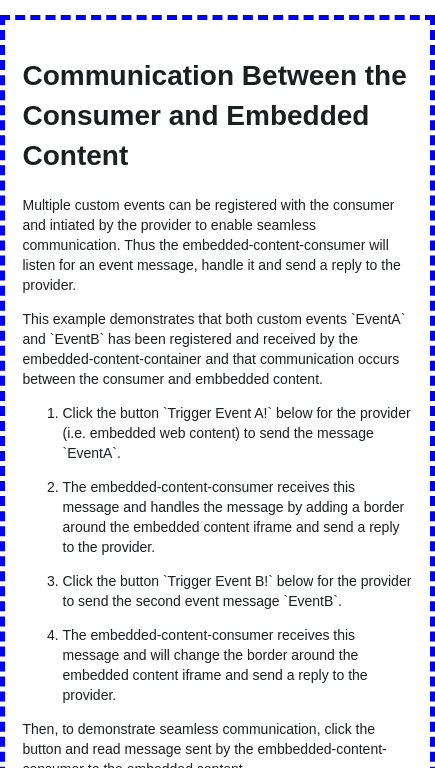 Communication Between the
Consumer and Embedded
Content
Multiple custom events can be registered with the consumer
and intiated by the provider to enable seamless
communication. Thus the embedded-content-consumer will
listen for an event message, handle it and send a reply to the
provider.
This example demonstrates that both custom events `EventA`
and `EventB` has been registered and received by the
embedded-content-container and that communication occurs
between the consumer and embbedded content.
1. Click the button `Trigger Event A!` below for the provider
(i.e. embedded web content) to send the message
`EventA`.
2. The embedded-content-consumer receives this
message and handles the message by adding a border
around the embedded content iframe and send a reply
to the provider.
3. Click the button `Trigger Event B!` below for the provider
to send the second event message `EventB`.
4. The embedded-content-consumer receives this
message and will change the border around the
embedded content iframe and send a reply to the
provider.
Then, to demonstrate seamless communication, click the
button and read message sent by the embbedded-content-
consumer to the embedded content.